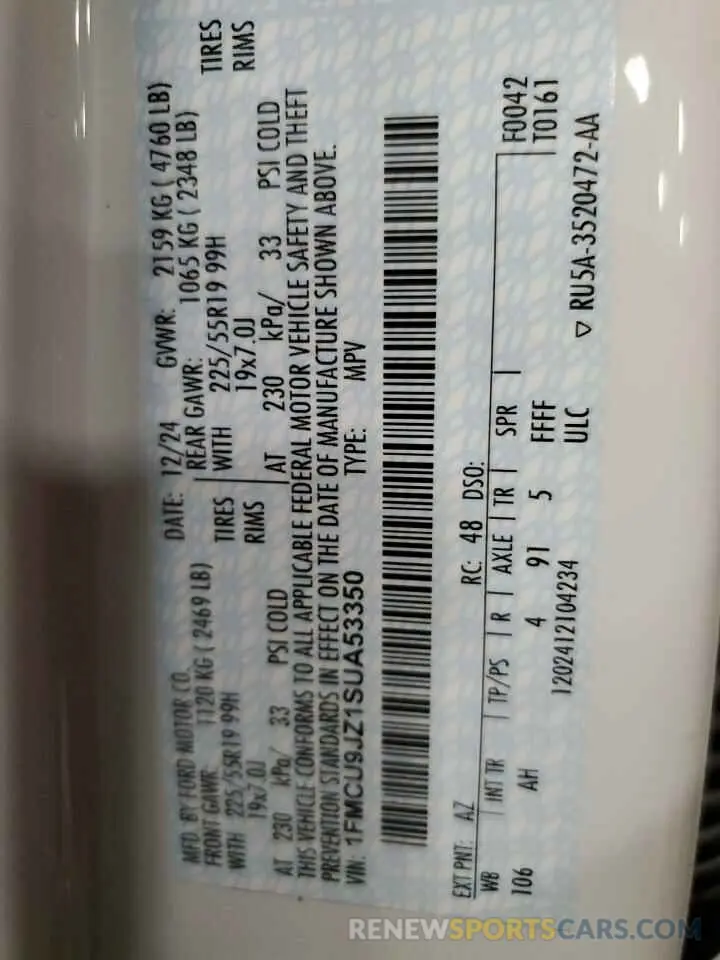 MFD. BY FORD MOTOR CO.
DATE: 12/24 GVWR: 2159 KG ( 4760 LB)
FRONT GAWR: 1120 KG ( 2469 LB)
REAR GAWR: 1065 KG ( 2348 LB)
WITH 225/55R19 99H TIRES
WITH 225/55R19 99H TIRES
19x7.0J RIMS
19x7.0J RIMS
AT 230 kPa/ 33 PSI COLD
AT 230 kPa/ 33 PSI COLD
THIS VEHICLE CONFORMS TO ALL APPLICABLE FEDERAL MOTOR VEHICLE SAFETY AND THEFT
PREVENTION STANDARDS IN EFFECT ON THE DATE OF MANUFACTURE SHOWN ABOVE.
VIN: 1FMCU9JZ1SUA53350 TYPE: MPV
EXT PNT: AZ RC: 48 DSO:
WB INT TR TP/PS R AXLE TR SPR
F0042
106 AH 4 91 5 FFFF
T0161
1202412104234 ULC
▽ RU5A-3520472-AA
RENEWSPORTSCARS.COM